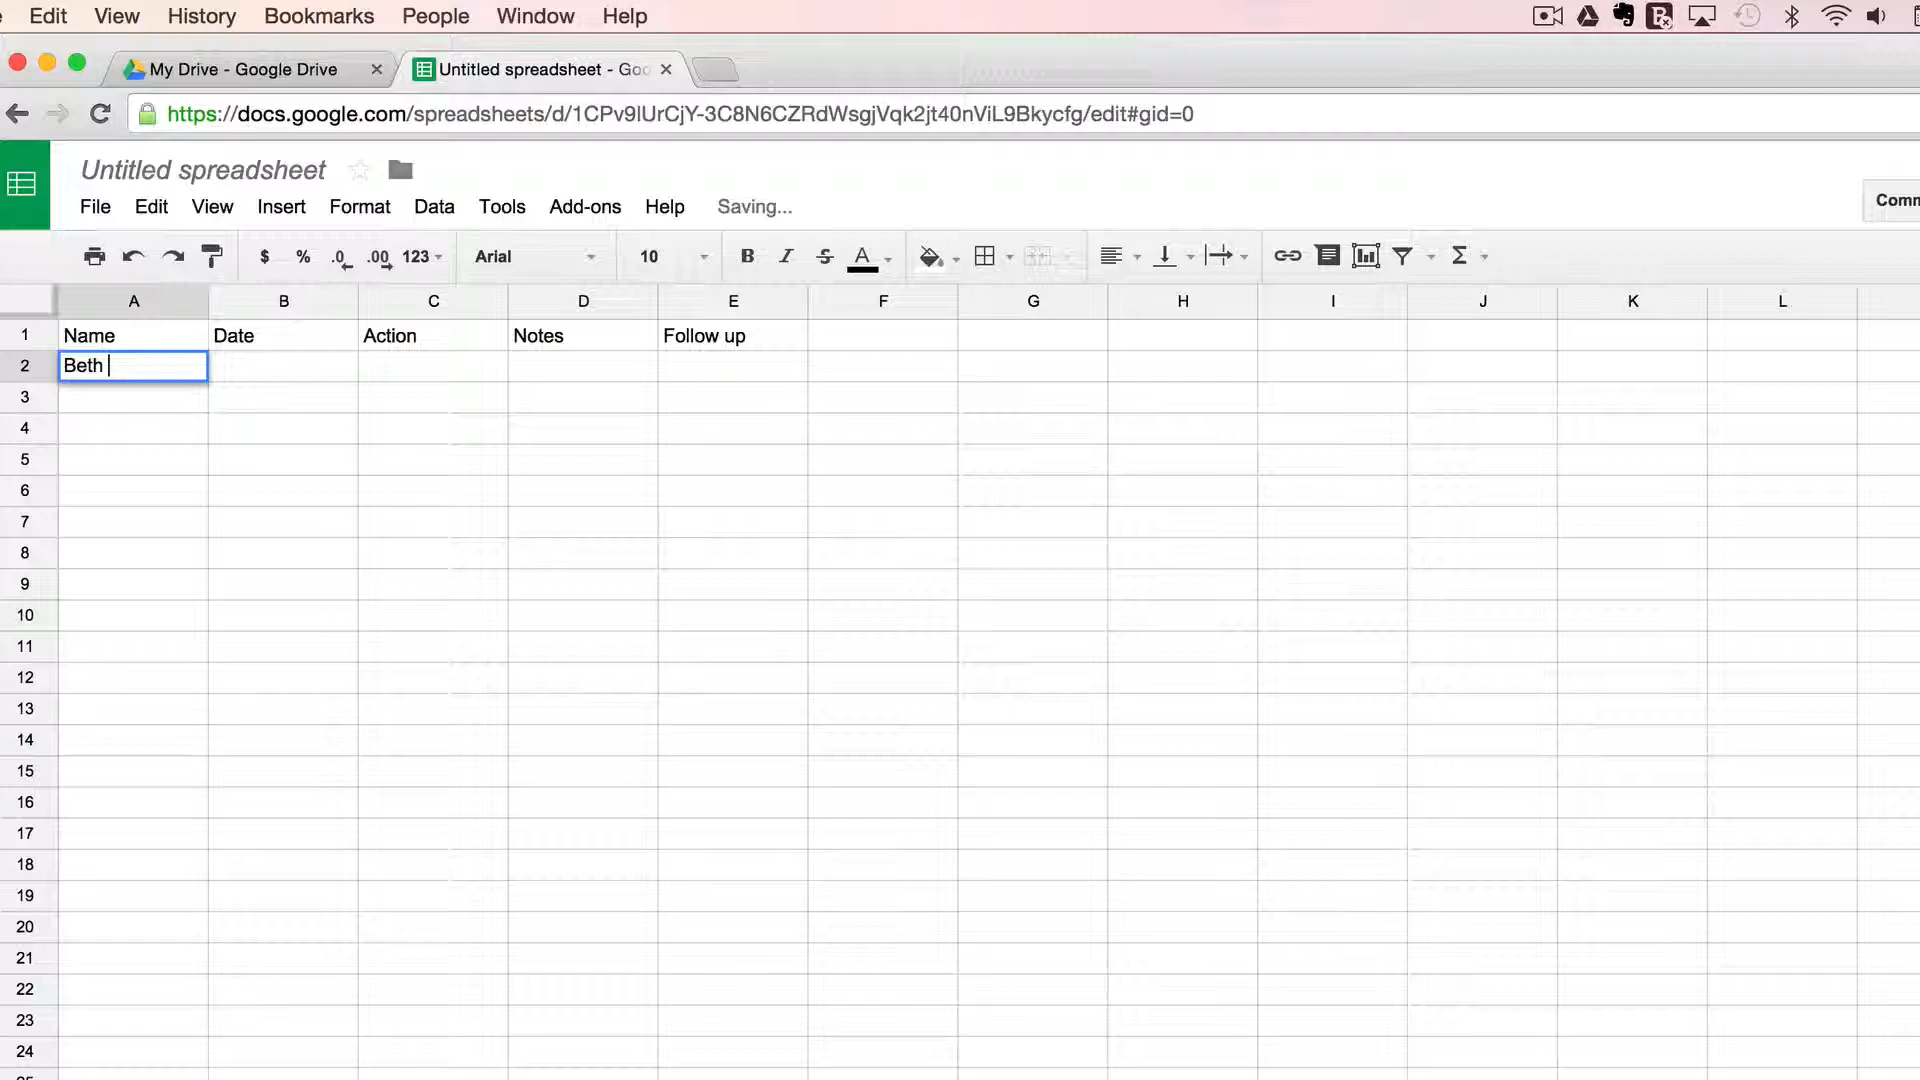 Edit View History Bookmarks People Window Help
My Drive - Google Drive Untitled spreadsheet - Goo
https://docs.google.com/spreadsheets/d/1CPv9lUrCjY-3C8N6CZRdWsgjVqk2jt40nViL9Bkycfg/edit#gid=0
Untitled spreadsheet
File Edit View Insert Format Data Tools Add-ons Help Saving...
Comm
$ % .0 .00 123 Arial 10 B I S A Σ
A B C D E F G H I J K L
1 Name Date Action Notes Follow up
2 Beth
3
4
5
6
7
8
9
10
11
12
13
14
15
16
17
18
19
20
21
22
23
24